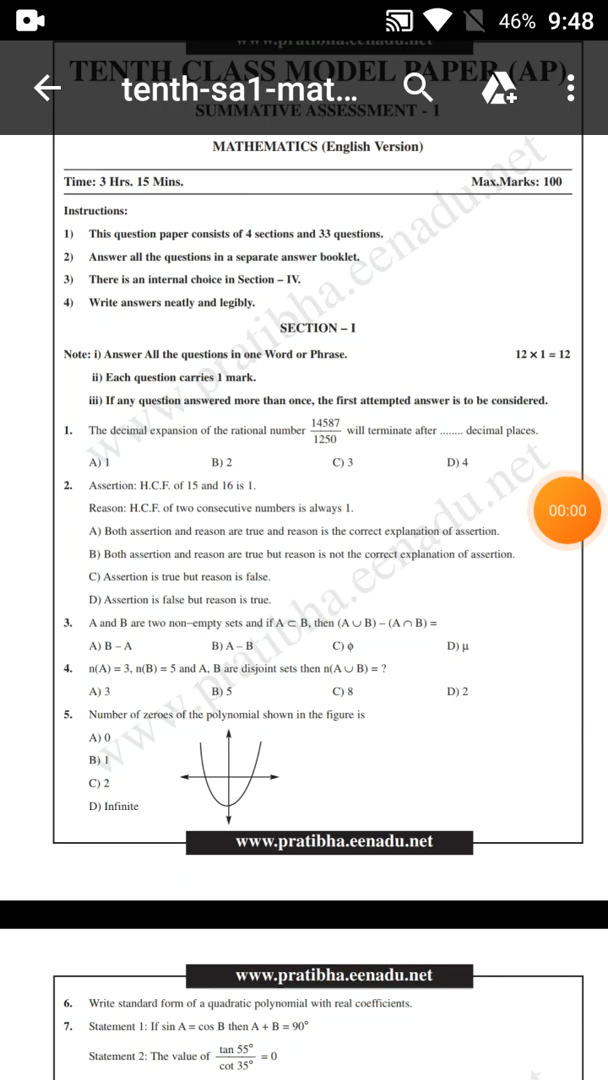 46% 9:48
www.pratibha.eenadu.net
TENTH CLASS MODEL PAPER (AP)
tenth-sa1-mat...
SUMMATIVE ASSESSMENT - 1
MATHEMATICS (English Version)
Time: 3 Hrs. 15 Mins. Max.Marks: 100
Instructions:
1) This question paper consists of 4 sections and 33 questions.
2) Answer all the questions in a separate answer booklet.
3) There is an internal choice in Section – IV.
4) Write answers neatly and legibly.
SECTION – I
Note: i) Answer All the questions in one Word or Phrase. 12 × 1 = 12
ii) Each question carries 1 mark.
iii) If any question answered more than once, the first attempted answer is to be considered.
1. The decimal expansion of the rational number 14587/1250 will terminate after ........ decimal places.
A) 1 B) 2 C) 3 D) 4
2. Assertion: H.C.F. of 15 and 16 is 1.
00:00
Reason: H.C.F. of two consecutive numbers is always 1.
A) Both assertion and reason are true and reason is the correct explanation of assertion.
B) Both assertion and reason are true but reason is not the correct explanation of assertion.
C) Assertion is true but reason is false.
D) Assertion is false but reason is true.
3. A and B are two non–empty sets and if A ⊂ B, then (A ∪ B) – (A ∩ B) =
A) B – A B) A – B C) ϕ D) μ
4. n(A) = 3, n(B) = 5 and A, B are disjoint sets then n(A ∪ B) = ?
A) 3 B) 5 C) 8 D) 2
5. Number of zeroes of the polynomial shown in the figure is
A) 0
B) 1
C) 2
D) Infinite
www.pratibha.eenadu.net
www.pratibha.eenadu.net
www.pratibha.eenadu.net
www.pratibha.eenadu.net
6. Write standard form of a quadratic polynomial with real coefficients.
7. Statement 1: If sin A = cos B then A + B = 90°
Statement 2: The value of tan 55°/cot 35° = 0